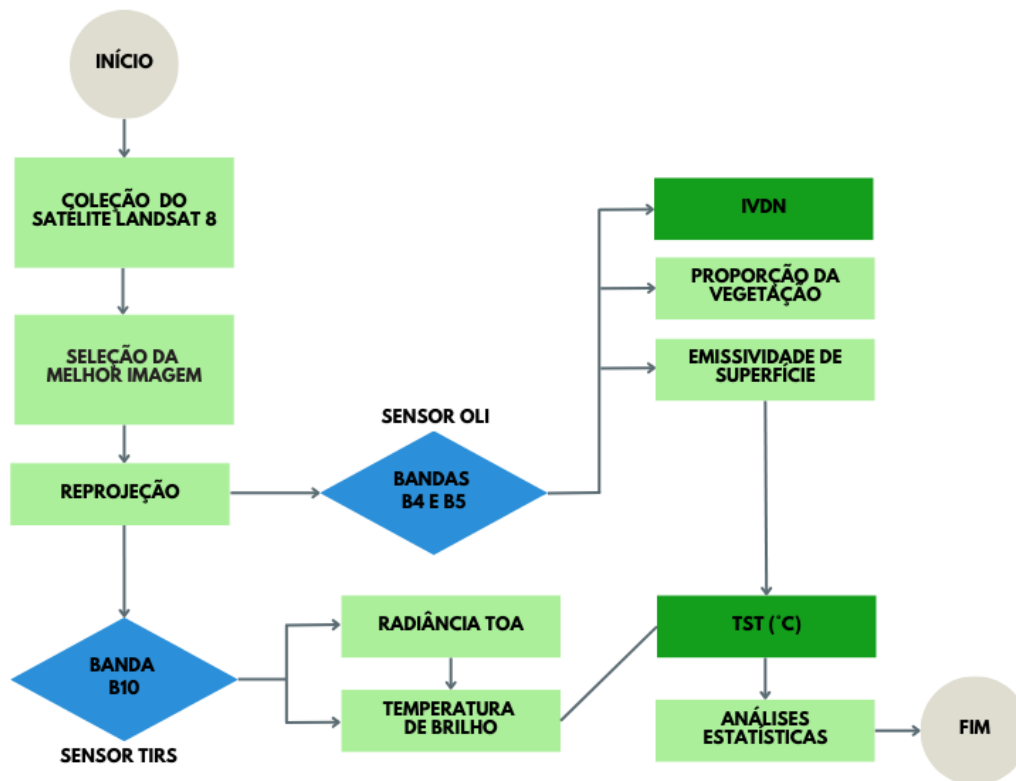 INÍCIO
COLEÇÃO DO
SATÉLITE LANDSAT 8
SELEÇÃO DA
MELHOR IMAGEM
REPROJEÇÃO
SENSOR OLI
BANDAS
B4 E B5
IVDN
PROPORÇÃO DA
VEGETAÇÃO
EMISSIVIDADE DE
SUPERFÍCIE
BANDA
B10
SENSOR TIRS
RADIÂNCIA TOA
TEMPERATURA
DE BRILHO
TST (°C)
ANÁLISES
ESTATÍSTICAS
FIM